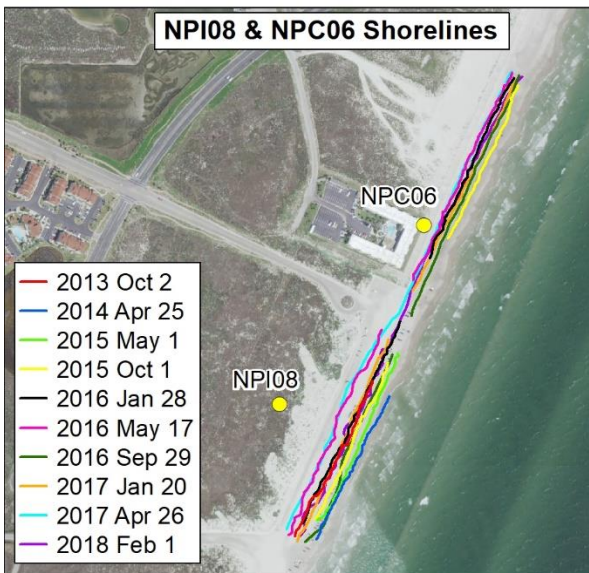 NPI08 & NPC06 Shorelines
NPC06
2013 Oct 2
2014 Apr 25
2015 May 1
2015 Oct 1
2016 Jan 28
2016 May 17
2016 Sep 29
2017 Jan 20
2017 Apr 26
2018 Feb 1
NPI08